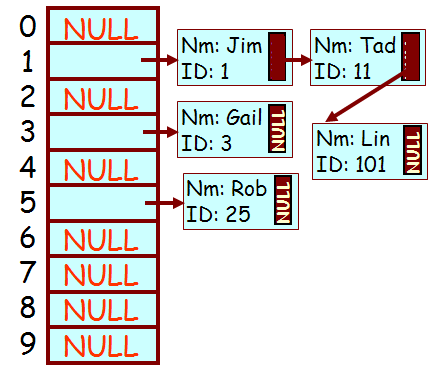 0 NULL
1
Nm: Jim
ID: 1
Nm: Tad
ID: 11
2 NULL
3
Nm: Gail
ID: 3
NULL
Nm: Lin
ID: 101
NULL
4 NULL
5
Nm: Rob
ID: 25
NULL
6 NULL
7 NULL
8 NULL
9 NULL